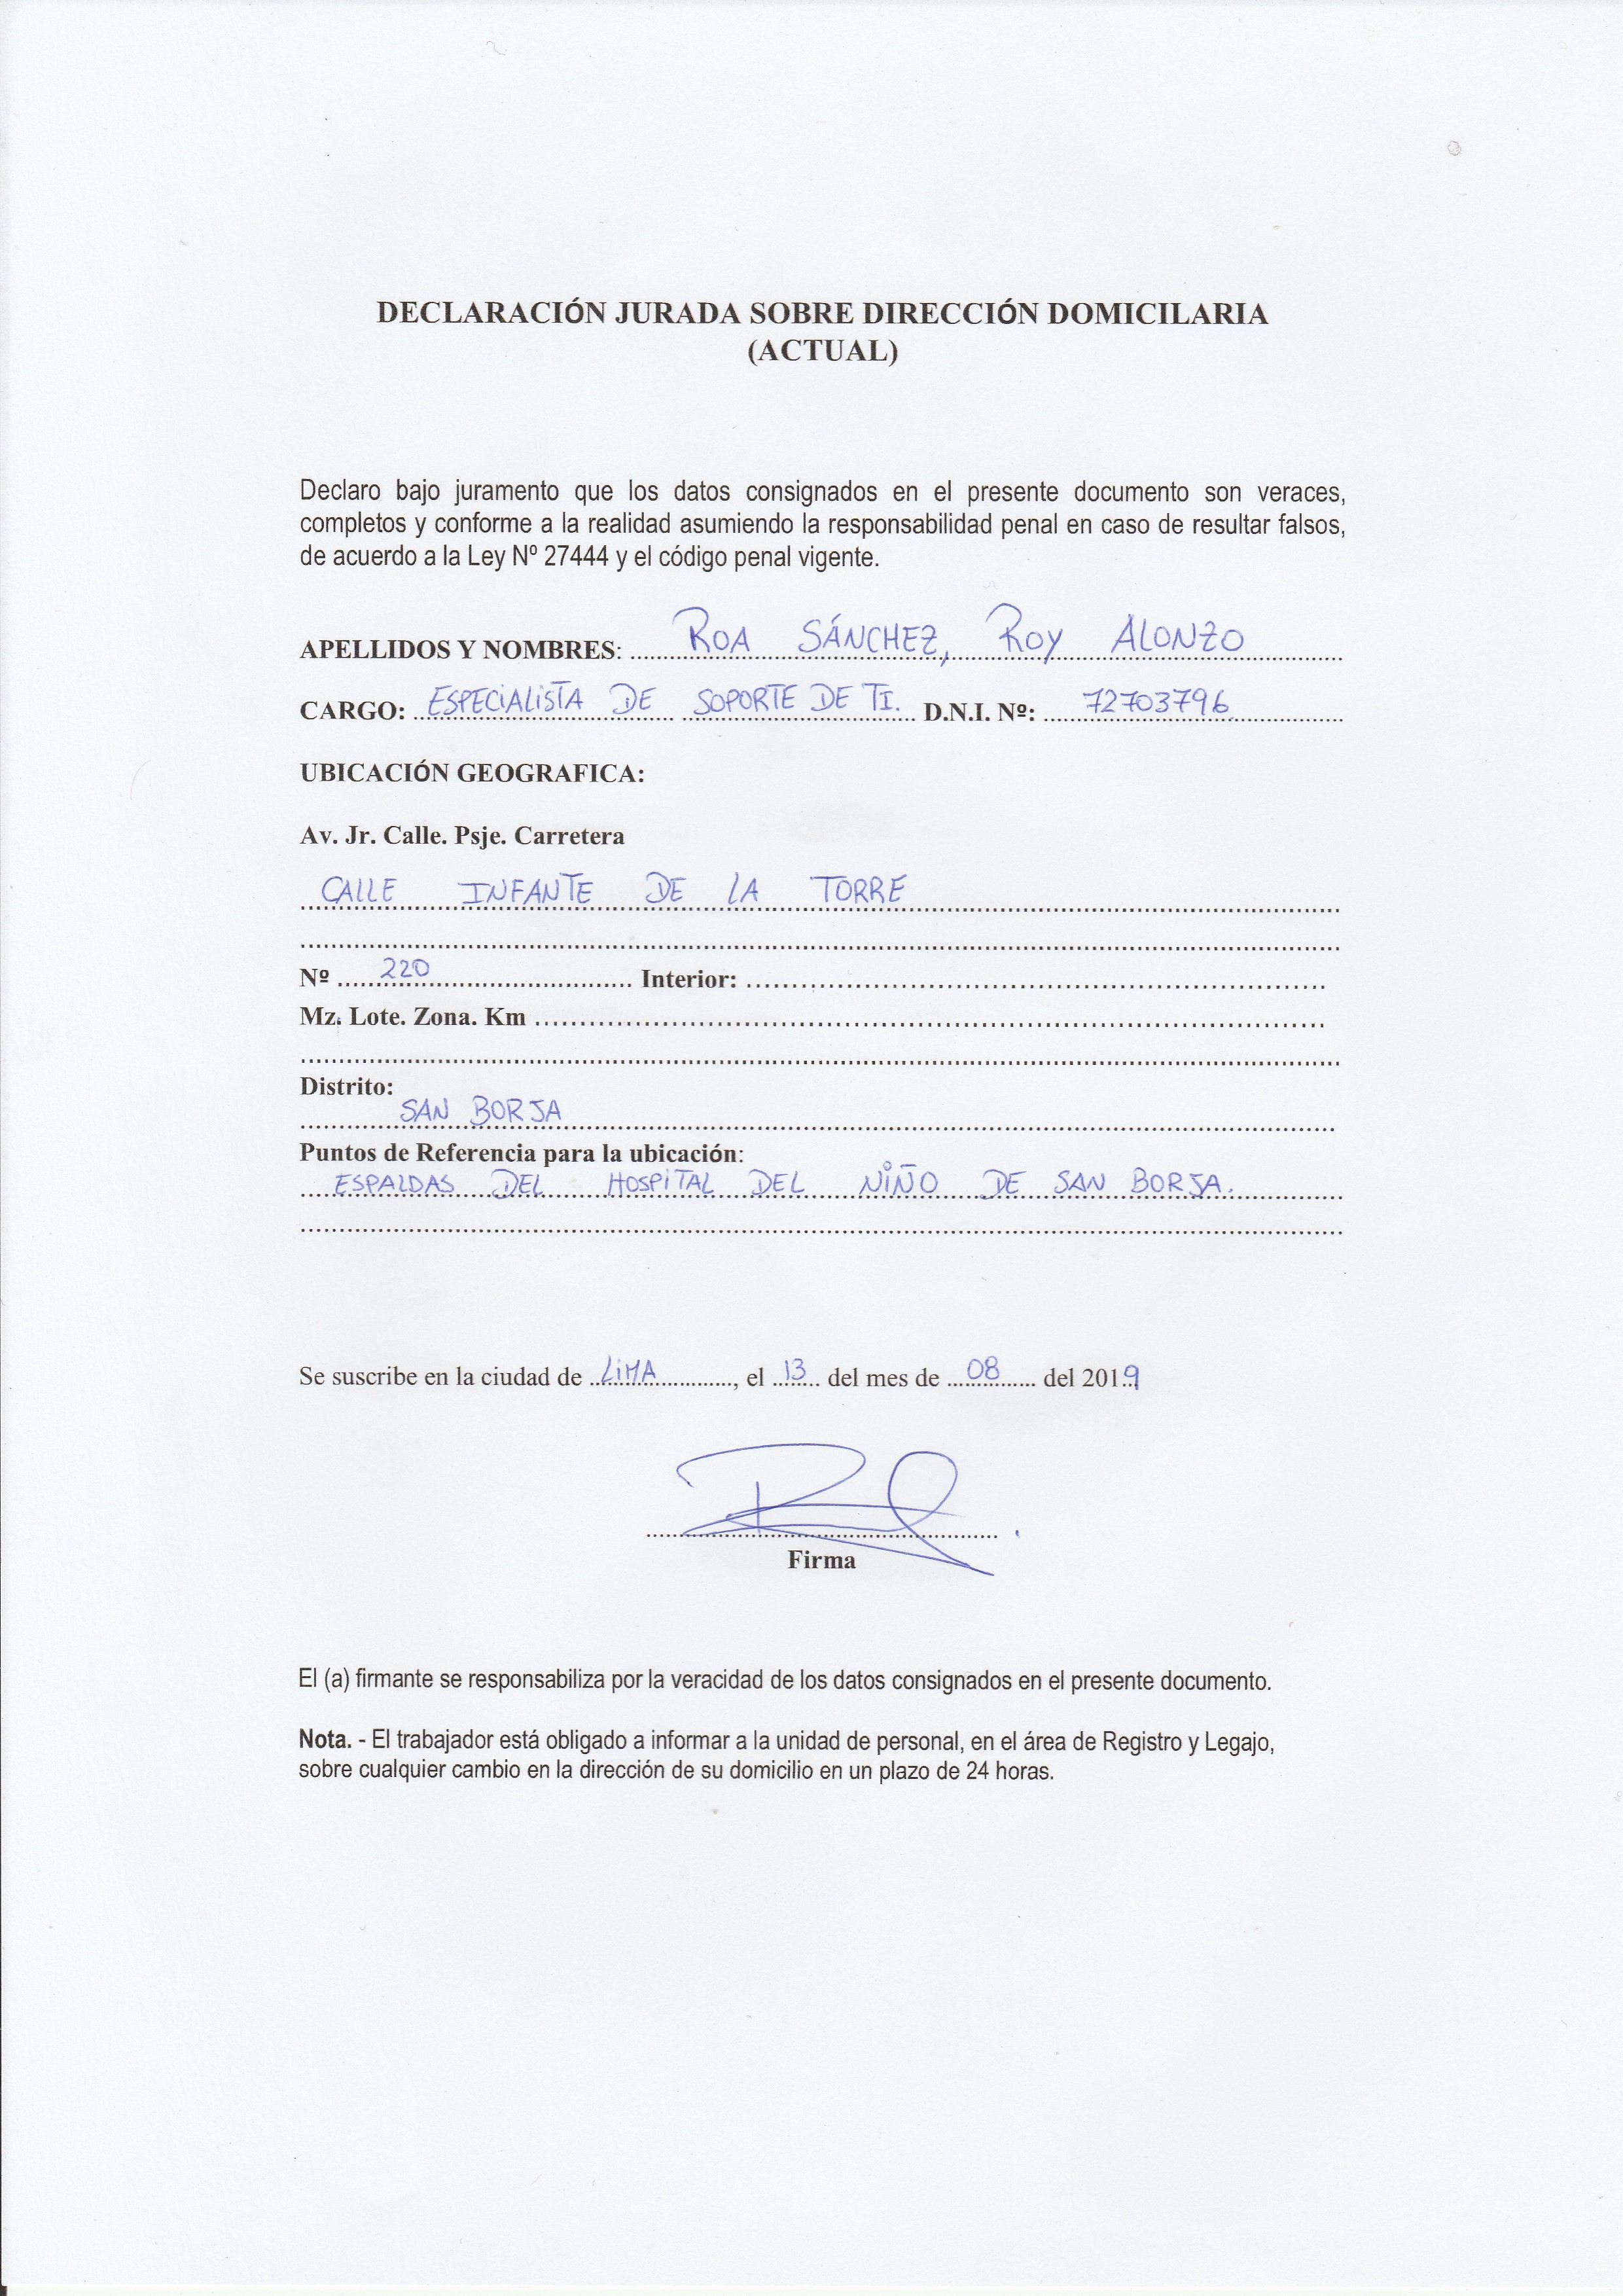 DECLARACIÓN JURADA SOBRE DIRECCIÓN DOMICILARIA
(ACTUAL)
Declaro bajo juramento que los datos consignados en el presente documento son veraces,
completos y conforme a la realidad asumiendo la responsabilidad penal en caso de resultar falsos,
de acuerdo a la Ley Nº 27444 y el código penal vigente.
APELLIDOS Y NOMBRES: ROA SÁNCHEZ, ROY ALONZO
CARGO: ESPECIALISTA DE SOPORTE DE TI. D.N.I. Nº: 72703796
UBICACIÓN GEOGRAFICA:
Av. Jr. Calle. Psje. Carretera
CALLE INFANTE DE LA TORRE
Nº 220 Interior:
Mz. Lote. Zona. Km
Distrito:
SAN BORJA
Puntos de Referencia para la ubicación:
ESPALDAS DEL HOSPITAL DEL NIÑO DE SAN BORJA.
Se suscribe en la ciudad de LIMA, el 13 del mes de 08 del 2019
Firma
El (a) firmante se responsabiliza por la veracidad de los datos consignados en el presente documento.
Nota. - El trabajador está obligado a informar a la unidad de personal, en el área de Registro y Legajo,
sobre cualquier cambio en la dirección de su domicilio en un plazo de 24 horas.